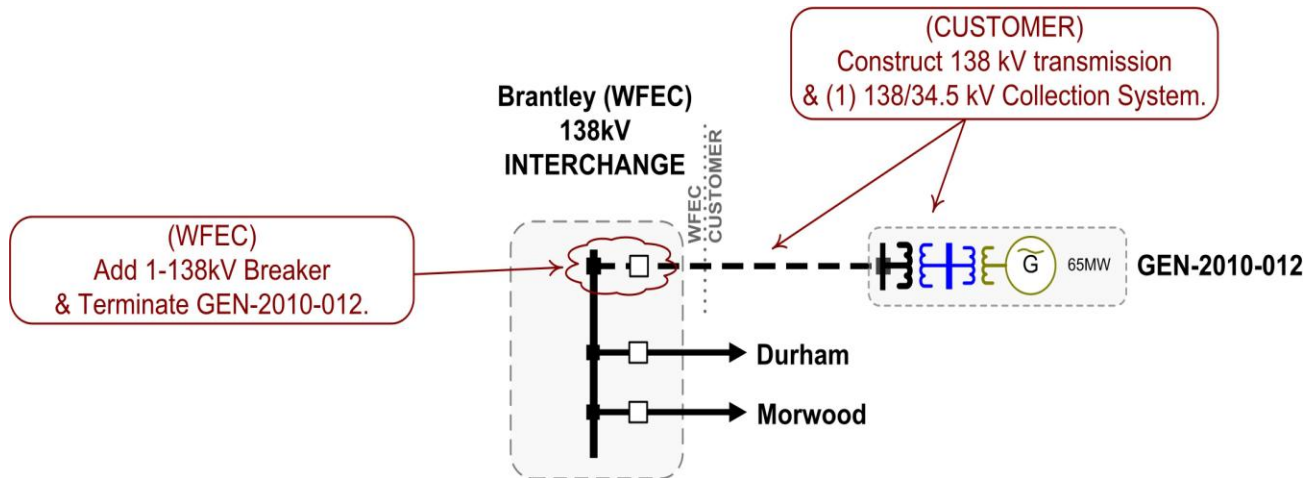 (CUSTOMER)
Construct 138 kV transmission
& (1) 138/34.5 kV Collection System.
Brantley (WFEC)
138kV
INTERCHANGE
WFEC
CUSTOMER
(WFEC)
Add 1-138kV Breaker
& Terminate GEN-2010-012.
G
65MW
GEN-2010-012
Durham
Morwood